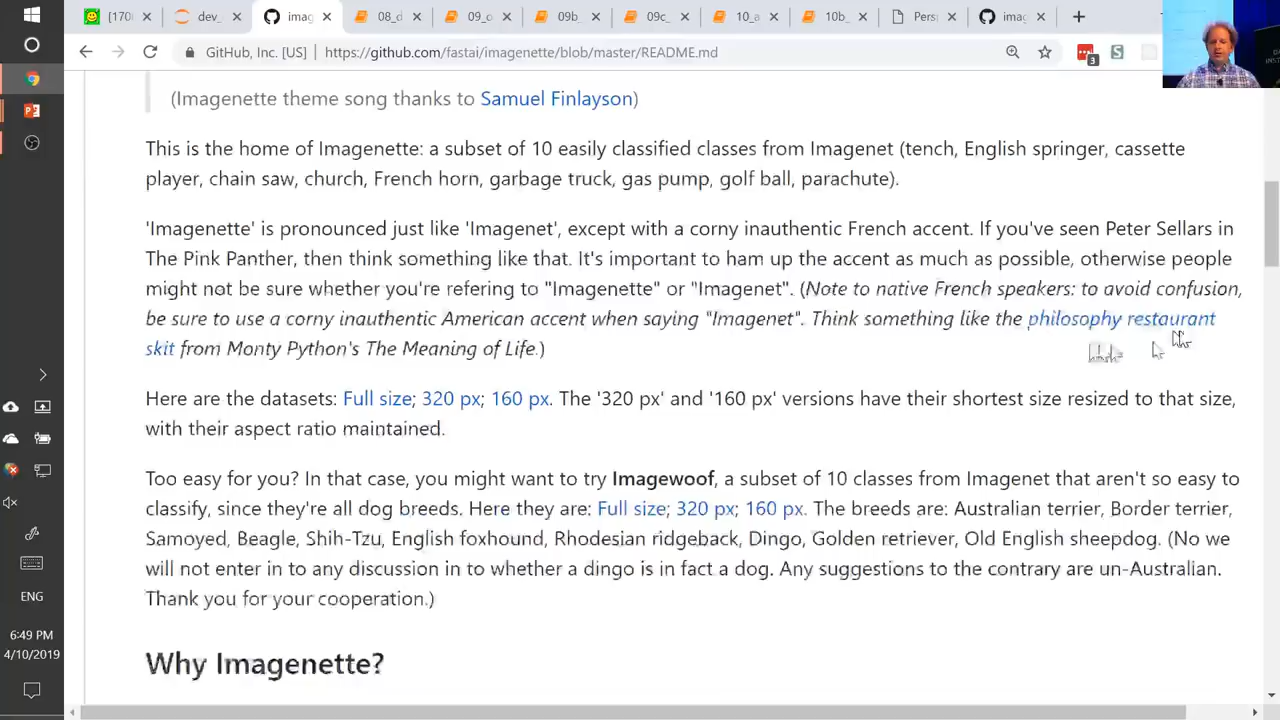 [170
dev_
imag
08_d
09_o
09b_
09c_
10_a
10b_
Pers
imag
GitHub, Inc. [US] | https://github.com/fastai/imagenette/blob/master/README.md
3
S
(Imagenette theme song thanks to Samuel Finlayson)
This is the home of Imagenette: a subset of 10 easily classified classes from Imagenet (tench, English springer, cassette
player, chain saw, church, French horn, garbage truck, gas pump, golf ball, parachute).
'Imagenette' is pronounced just like 'Imagenet', except with a corny inauthentic French accent. If you've seen Peter Sellars in
The Pink Panther, then think something like that. It's important to ham up the accent as much as possible, otherwise people
might not be sure whether you're refering to "Imagenette" or "Imagenet". (Note to native French speakers: to avoid confusion,
be sure to use a corny inauthentic American accent when saying "Imagenet". Think something like the philosophy restaurant
skit from Monty Python's The Meaning of Life.)
Here are the datasets: Full size; 320 px; 160 px. The '320 px' and '160 px' versions have their shortest size resized to that size,
with their aspect ratio maintained.
Too easy for you? In that case, you might want to try Imagewoof, a subset of 10 classes from Imagenet that aren't so easy to
classify, since they're all dog breeds. Here they are: Full size; 320 px; 160 px. The breeds are: Australian terrier, Border terrier,
Samoyed, Beagle, Shih-Tzu, English foxhound, Rhodesian ridgeback, Dingo, Golden retriever, Old English sheepdog. (No we
will not enter in to any discussion in to whether a dingo is in fact a dog. Any suggestions to the contrary are un-Australian.
Thank you for your cooperation.)
Why Imagenette?
ENG
6:49 PM
4/10/2019